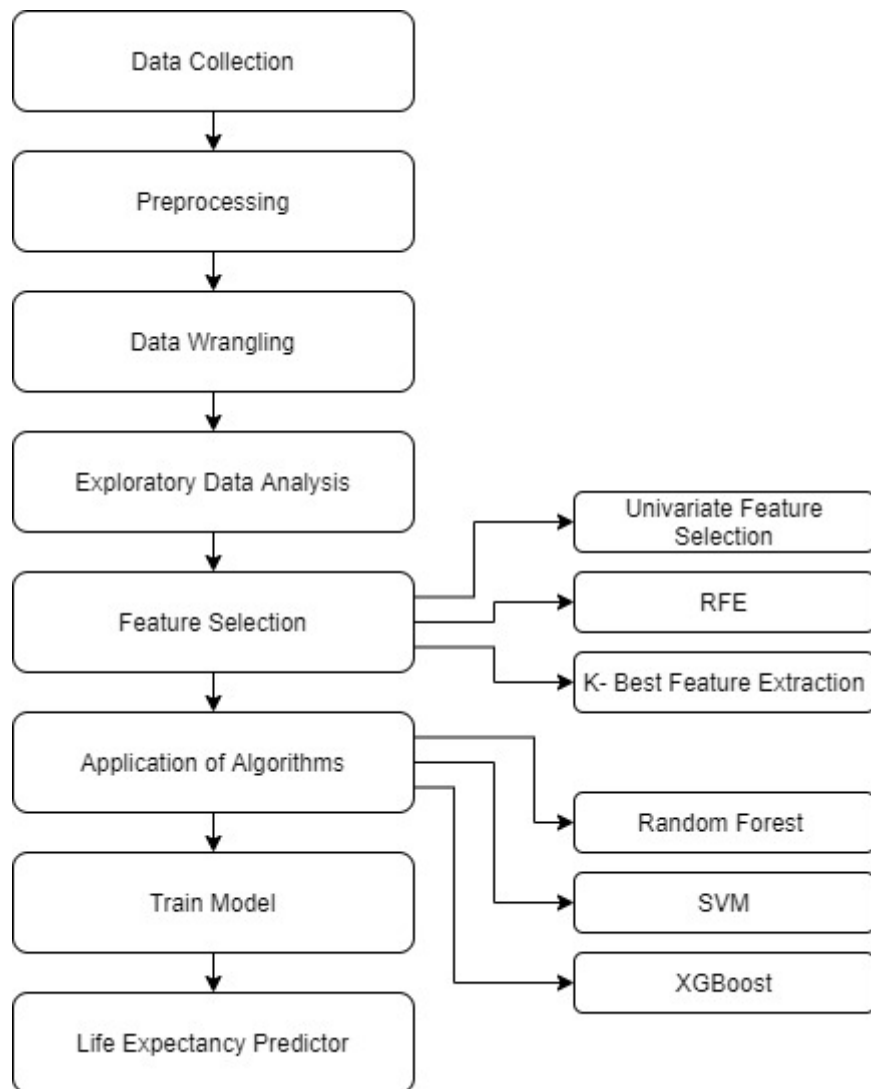 Data Collection
Preprocessing
Data Wrangling
Exploratory Data Analysis
Univariate Feature
Selection
Feature Selection
RFE
K- Best Feature Extraction
Application of Algorithms
Random Forest
Train Model
SVM
XGBoost
Life Expectancy Predictor